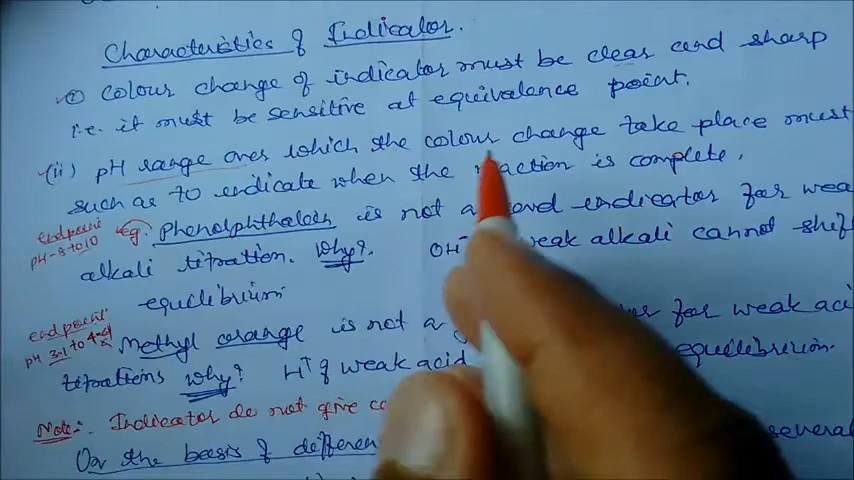 Characteristics of Indicator.
(i) Colour change of indicator must be clear and sharp
i.e. it must be sensitive at equivalence point.
(ii) pH range over which the colour change take place must
such as to indicate when the reaction is complete.
Endpoint
pH-8 to 10
eg. Phenolphthalein is not a good indicator for wea
alkali titration. Why? OH⁻ weak alkali cannot shif
equilibrium
endpoint
pH 3.1 to 4.4
Methyl orange is not a for weak aci
titrations why? H⁺ of weak acid equilibrium.
Note:- Indicator do not give co
On the basis of differen several